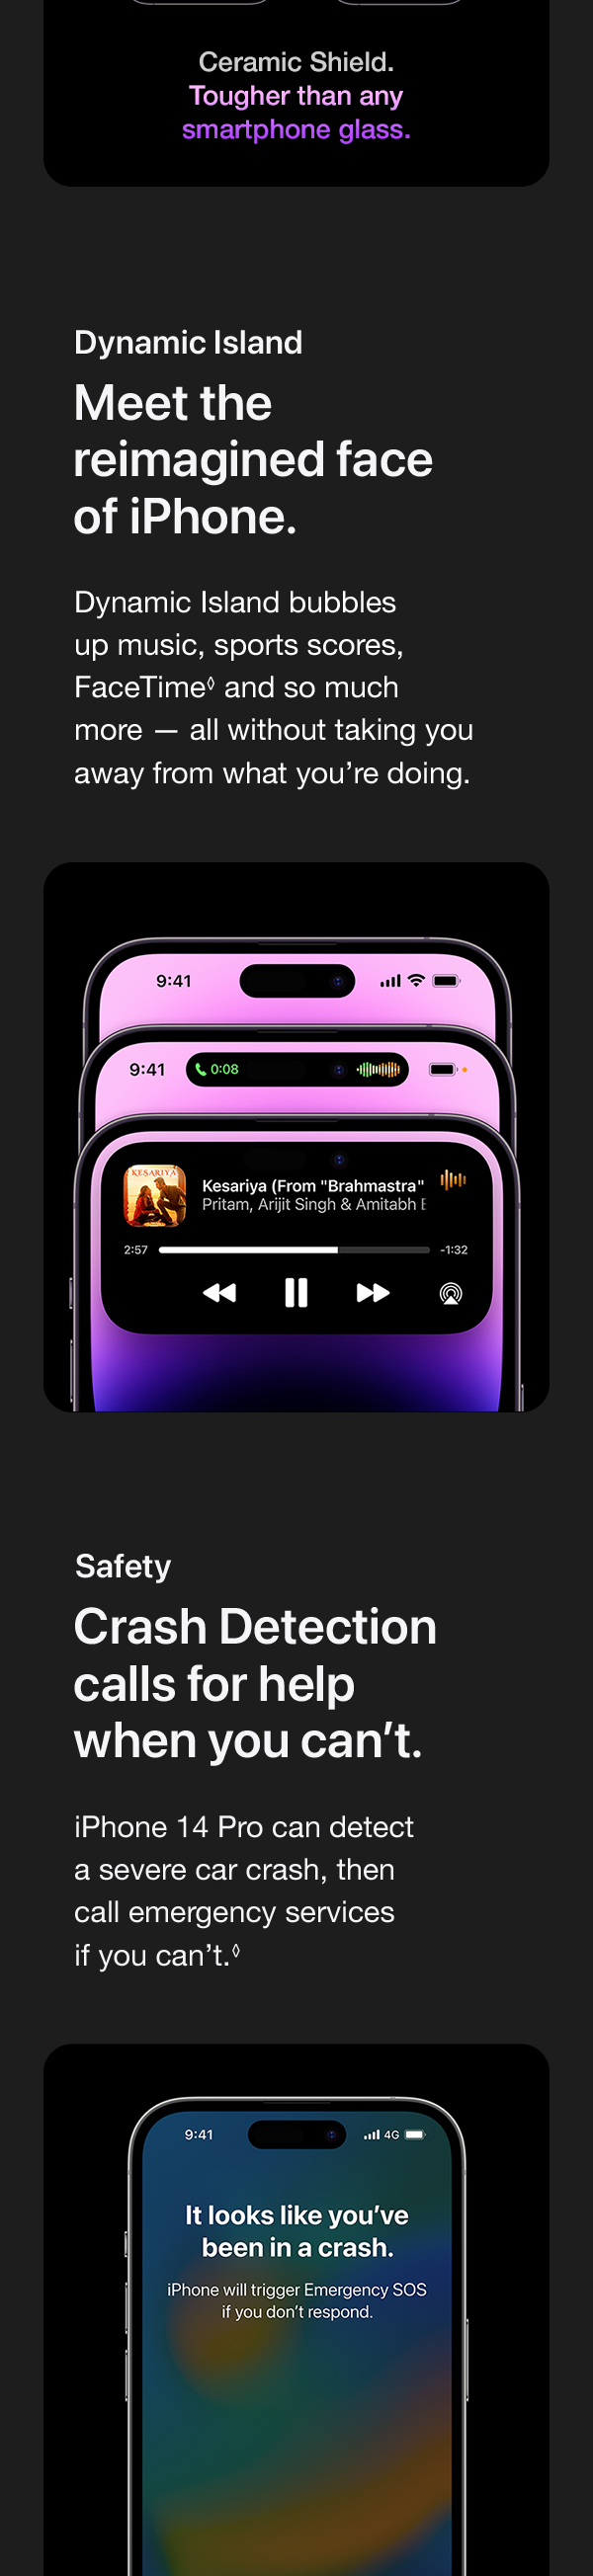 Ceramic Shield.
Tougher than any
smartphone glass.
Dynamic Island
Meet the
reimagined face
of iPhone.
Dynamic Island bubbles
up music, sports scores,
FaceTime◊ and so much
more — all without taking you
away from what you’re doing.
9:41
9:41 0:08
KESARIYA
Kesariya (From "Brahmastra"
Pritam, Arijit Singh & Amitabh
2:57 -1:32
Safety
Crash Detection
calls for help
when you can’t.
iPhone 14 Pro can detect
a severe car crash, then
call emergency services
if you can’t.◊
9:41 4G
It looks like you’ve
been in a crash.
iPhone will trigger Emergency SOS
if you don’t respond.